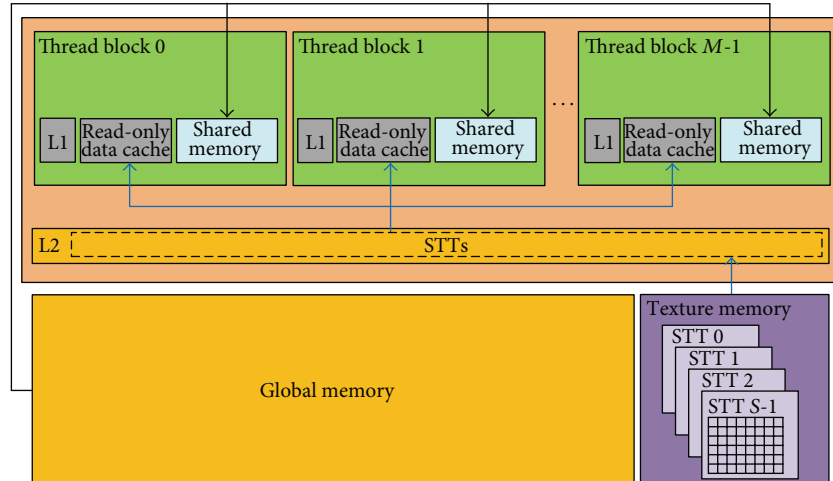 Thread block 0
Thread block 1
Thread block M-1
...
L1
Read-only
data cache
Shared
memory
L1
Read-only
data cache
Shared
memory
L1
Read-only
data cache
Shared
memory
L2
STTs
Global memory
Texture memory
STT 0
STT 1
STT 2
STT S-1